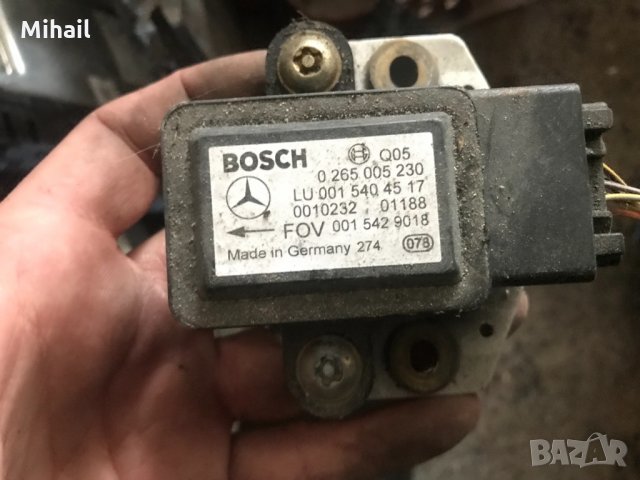 Mihail
BOSCH Q05
0 265 005 230
LU 001 540 45 17
0010232 01188
FOV 001 542 9018
Made in Germany 274 078
BAZAR